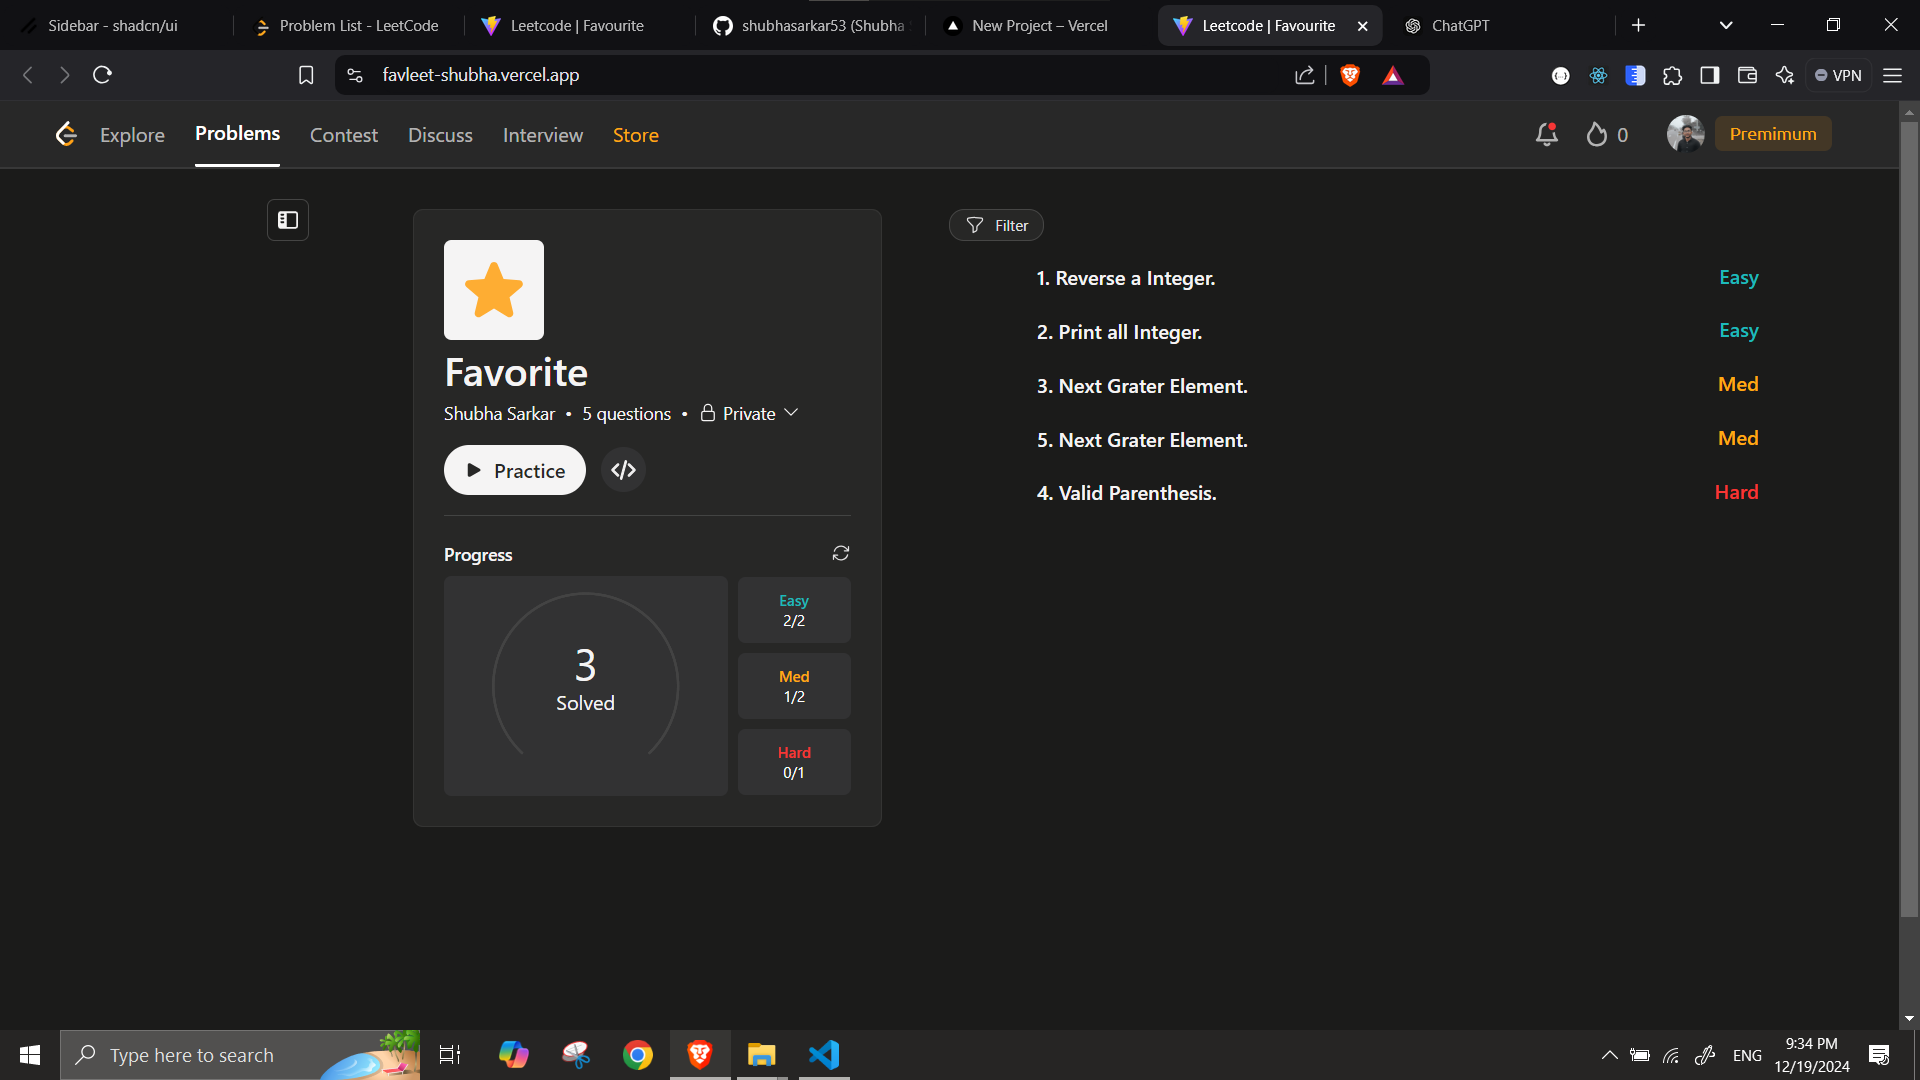 Sidebar - shadcn/ui
Problem List - LeetCode
Leetcode | Favourite
shubhasarkar53 (Shubha
New Project – Vercel
Leetcode | Favourite
ChatGPT
favleet-shubha.vercel.app
VPN
Explore
Problems
Contest
Discuss
Interview
Store
0
Premimum
Favorite
Shubha Sarkar • 5 questions • Private
Practice
Progress
3
Solved
Easy
2/2
Med
1/2
Hard
0/1
Filter
1. Reverse a Integer. Easy
2. Print all Integer. Easy
3. Next Grater Element. Med
5. Next Grater Element. Med
4. Valid Parenthesis. Hard
Type here to search
ENG
9:34 PM
12/19/2024